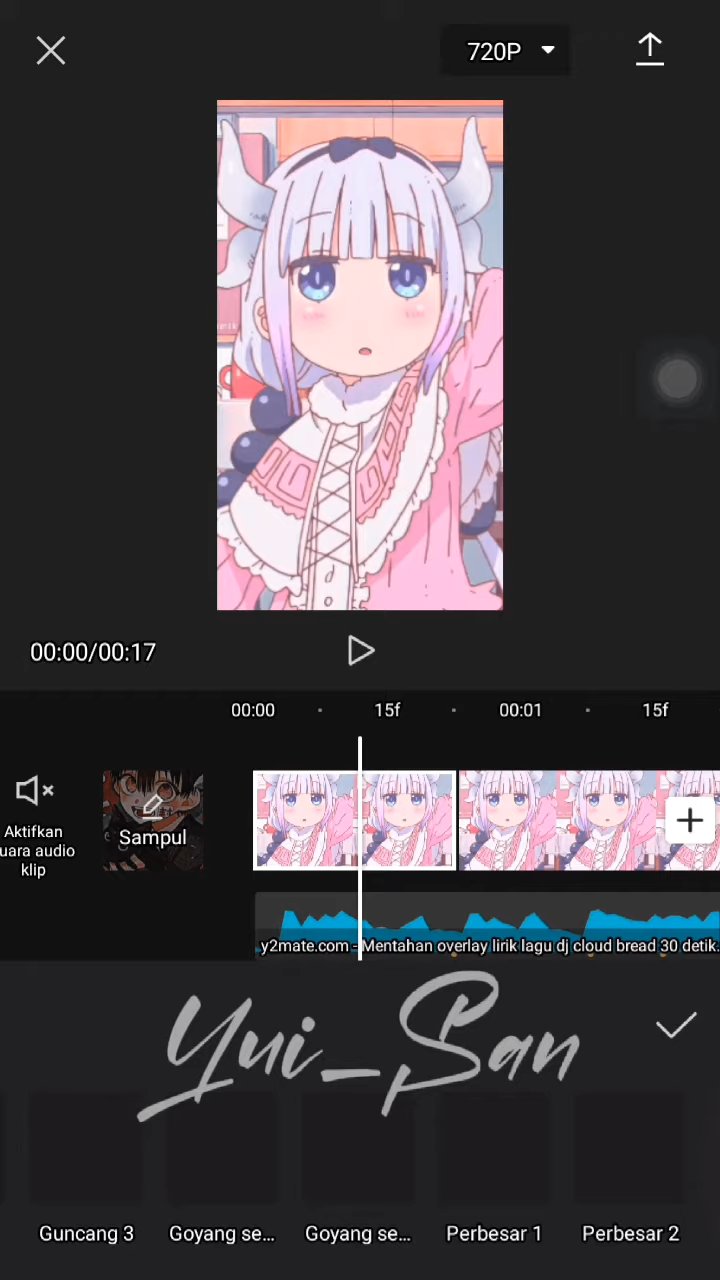 720P
00:00/00:17
00:00 15f 00:01 15f
Aktifkan
uara audio
klip
Sampul
y2mate.com - Mentahan overlay lirik lagu dj cloud bread 30 detik.
Yui_San
Guncang 3 Goyang se... Goyang se... Perbesar 1 Perbesar 2